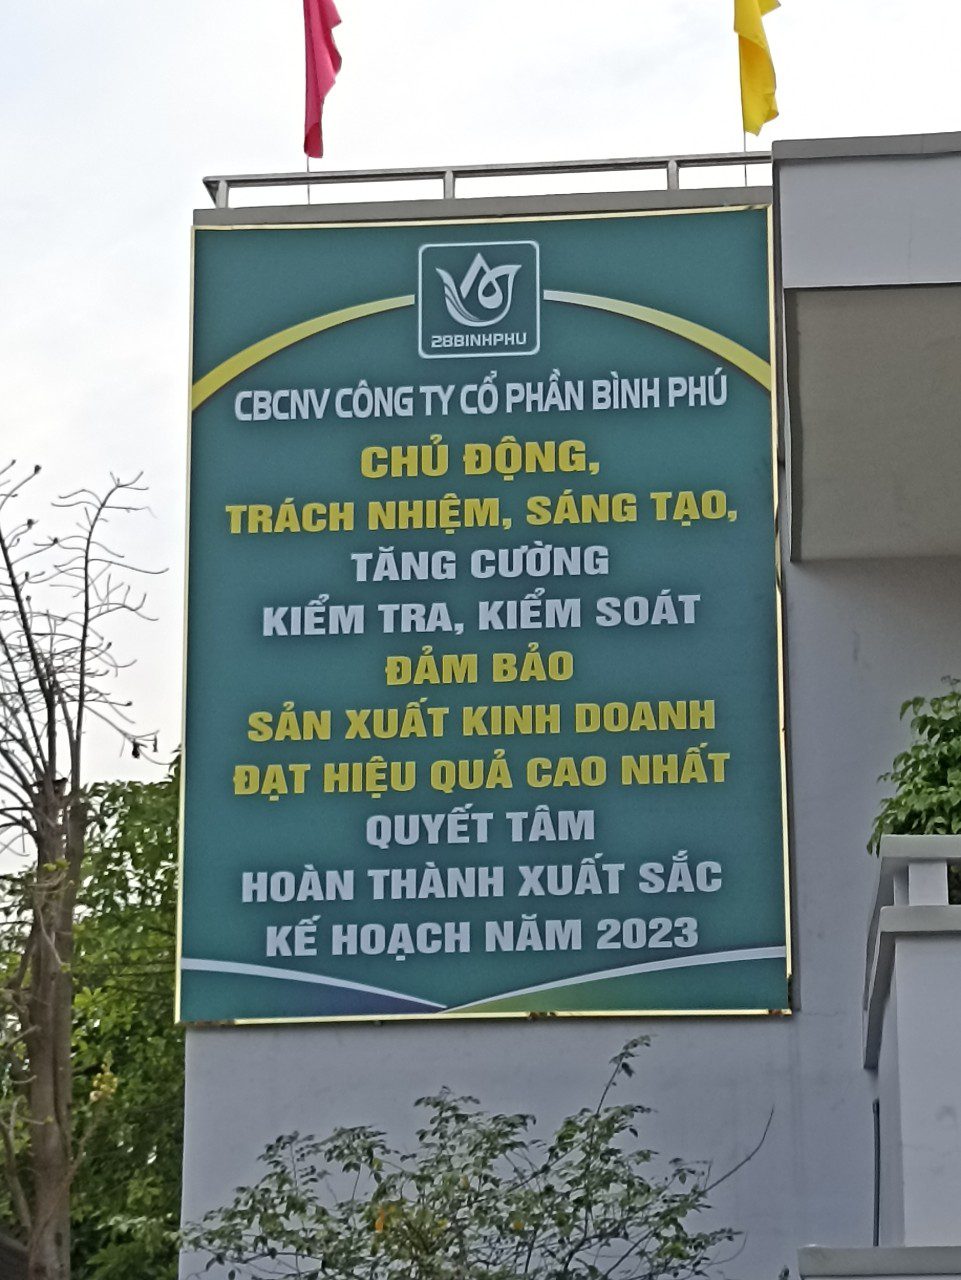 28BINHPHU
CBCNV CÔNG TY CỔ PHẦN BÌNH PHÚ
CHỦ ĐỘNG,
TRÁCH NHIỆM, SÁNG TẠO,
TĂNG CƯỜNG
KIỂM TRA, KIỂM SOÁT
ĐẢM BẢO
SẢN XUẤT KINH DOANH
ĐẠT HIỆU QUẢ CAO NHẤT
QUYẾT TÂM
HOÀN THÀNH XUẤT SẮC
KẾ HOẠCH NĂM 2023